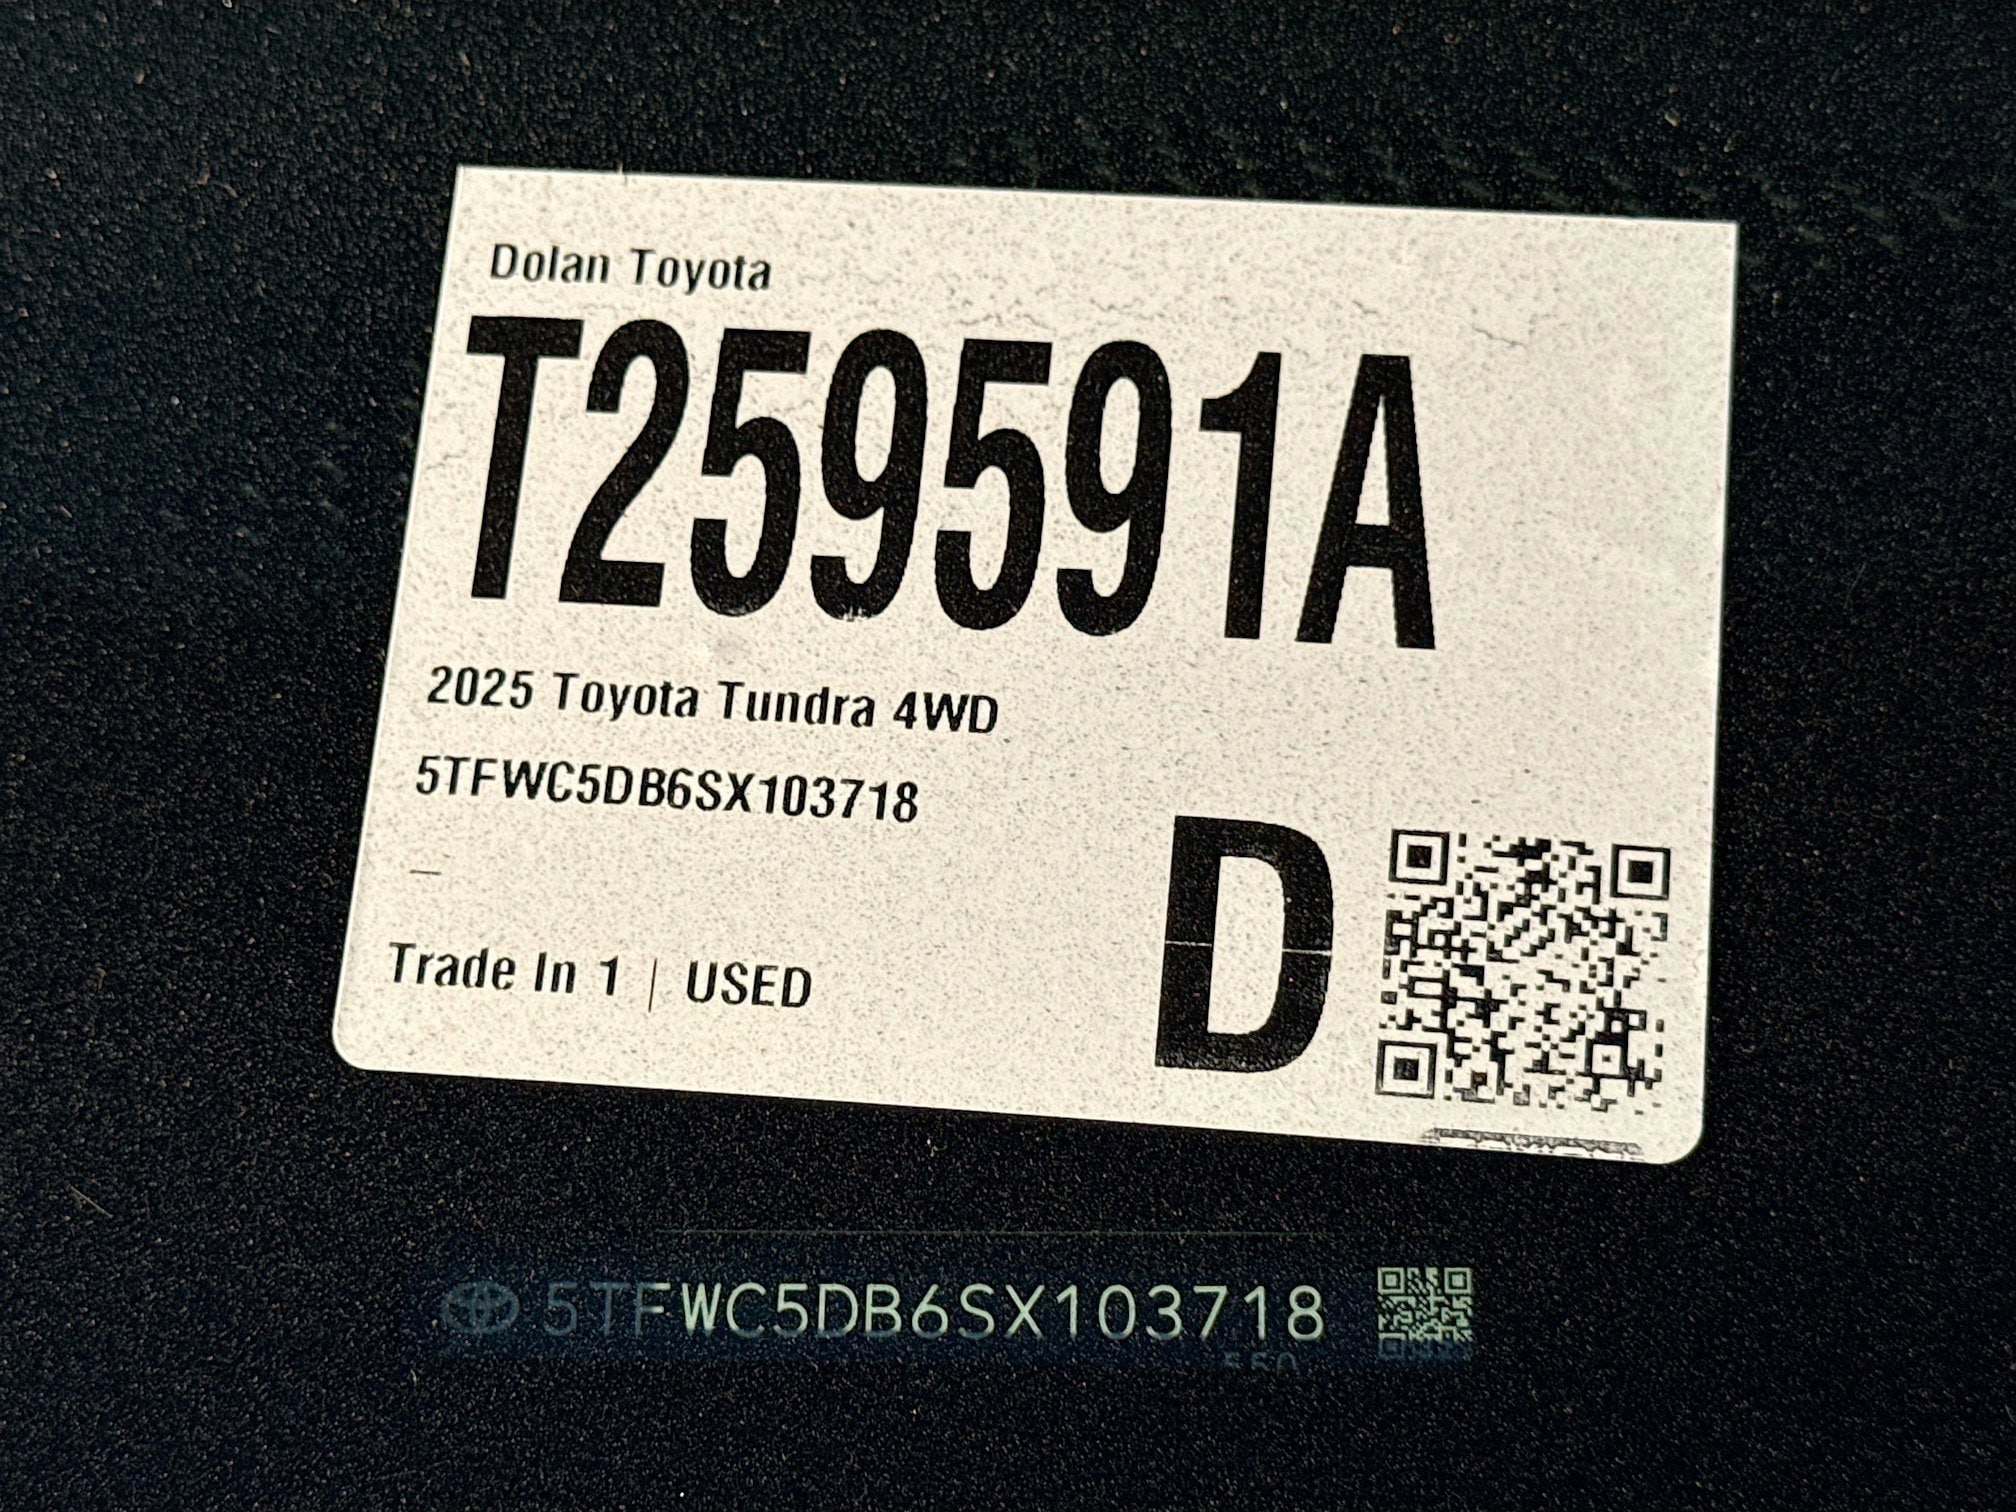 Dolan Toyota
T259591A
2025 Toyota Tundra 4WD
5TFWC5DB6SX103718
–
Trade In 1 | USED
D
5TFWC5DB6SX103718